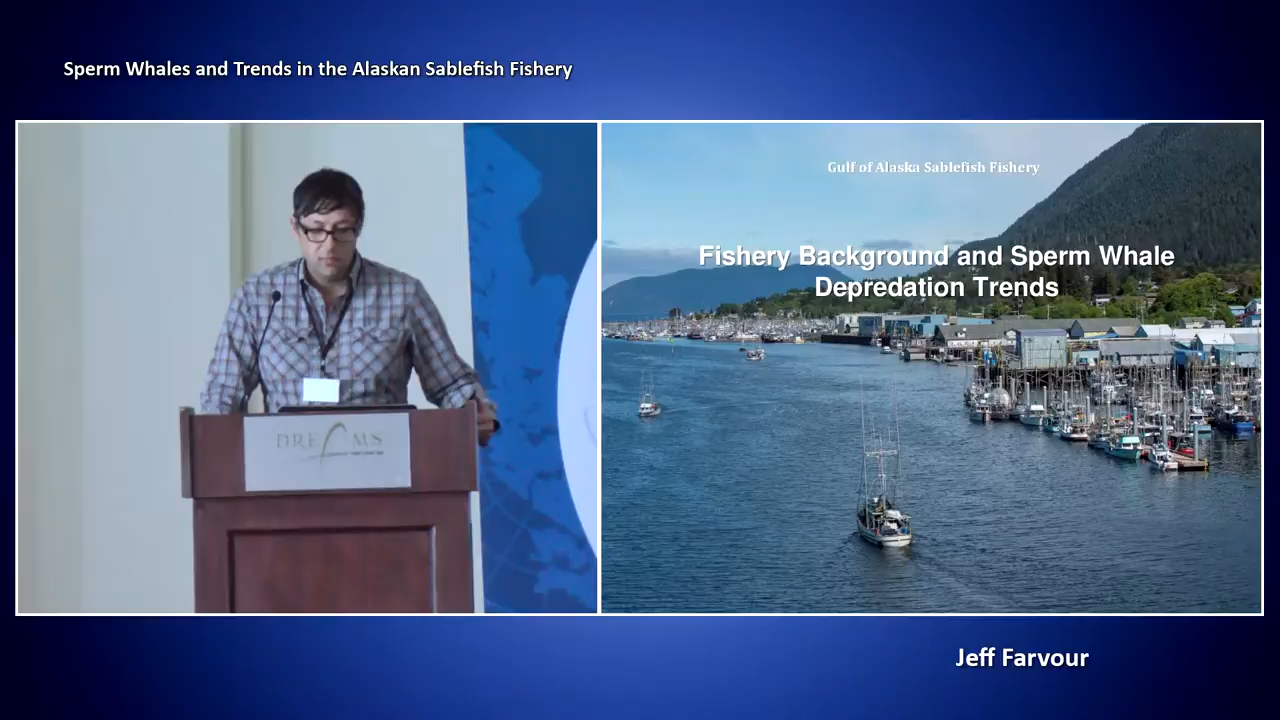 Sperm Whales and Trends in the Alaskan Sablefish Fishery
DREAMS
Gulf of Alaska Sablefish Fishery
Fishery Background and Sperm Whale
Depredation Trends
Jeff Farvour